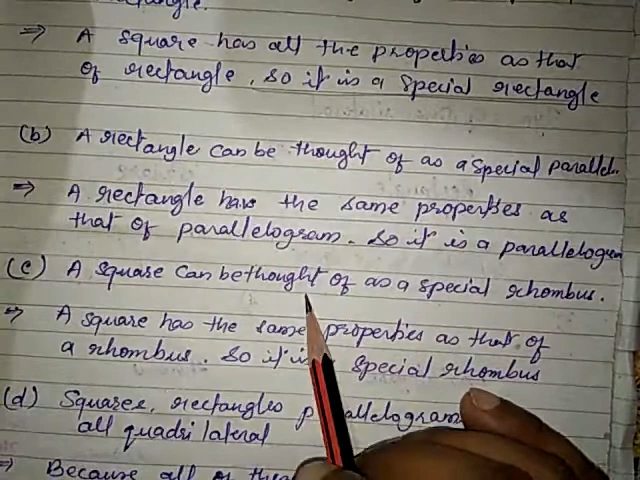 ⇒ A square has all the properties as that
of rectangle. So it is a special rectangle
(b) A rectangle can be thought of as a special parallel.
⇒ A rectangle has the same properties as
that of parallelogram. So it is a parallelogram
(c) A square can be thought of as a special rhombus.
⇒ A square has the same properties as that of
a rhombus. So it is special rhombus
(d) Squares, rectangles parallelogram
all quadrilateral
⇒ Because all of